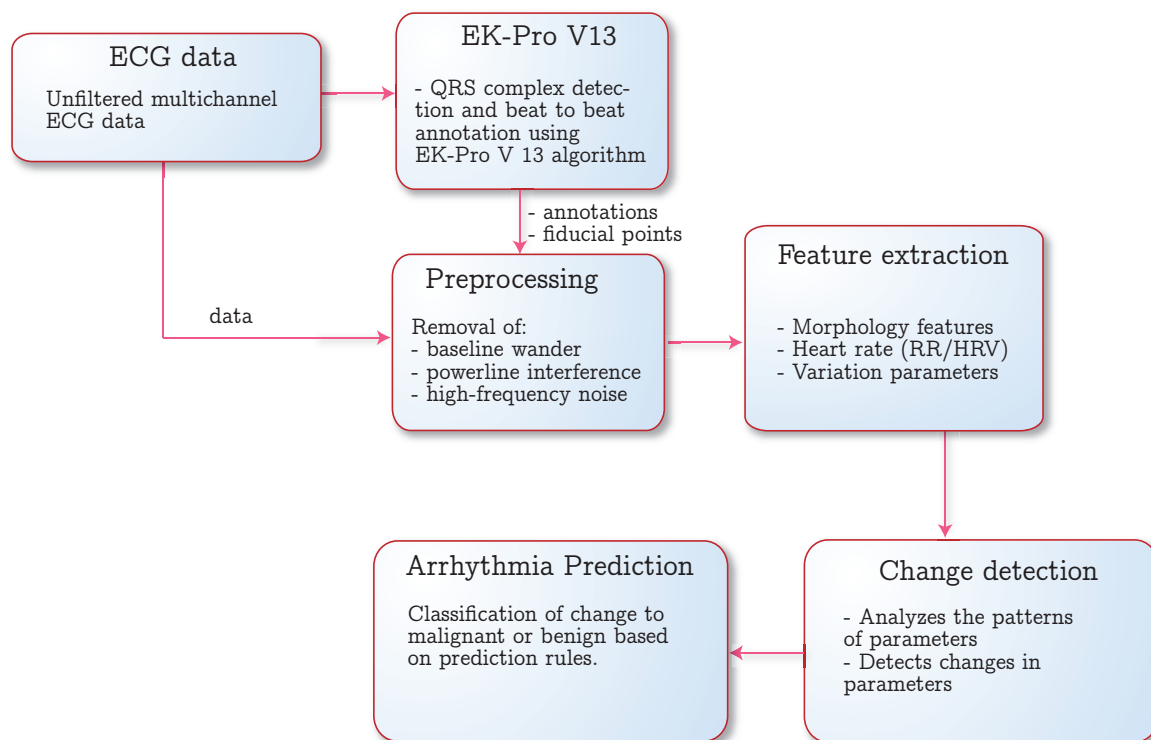 ECG data
Unfiltered multichannel
ECG data
EK-Pro V13
- QRS complex detec-
tion and beat to beat
annotation using
EK-Pro V 13 algorithm
- annotations
- fiducial points
data
Preprocessing
Removal of:
- baseline wander
- powerline interference
- high-frequency noise
Feature extraction
- Morphology features
- Heart rate (RR/HRV)
- Variation parameters
Change detection
- Analyzes the patterns
of parameters
- Detects changes in
parameters
Arrhythmia Prediction
Classification of change to
malignant or benign based
on prediction rules.